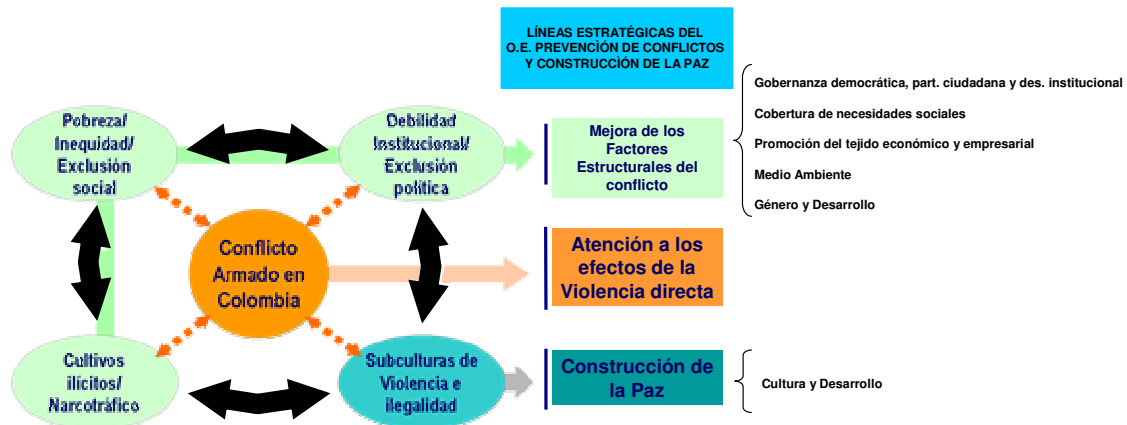 LÍNEAS ESTRATÉGICAS DEL
O.E. PREVENCIÒN DE CONFLICTOS
Y CONSTRUCCIÒN DE LA PAZ
Pobreza/
Inequidad/
Exclusión
social
Debilidad
Institucional/
Exclusión
política
Mejora de los
Factores
Estructurales del
conflicto
Gobernanza democrática, part. ciudadana y des. institucional
Cobertura de necesidades sociales
Promoción del tejido económico y empresarial
Medio Ambiente
Género y Desarrollo
Conflicto
Armado en
Colombia
Atención a los
efectos de la
Violencia directa
Cultivos
ilícitos/
Narcotráfico
Subculturas de
Violencia e
ilegalidad
Construcción de
la Paz
Cultura y Desarrollo